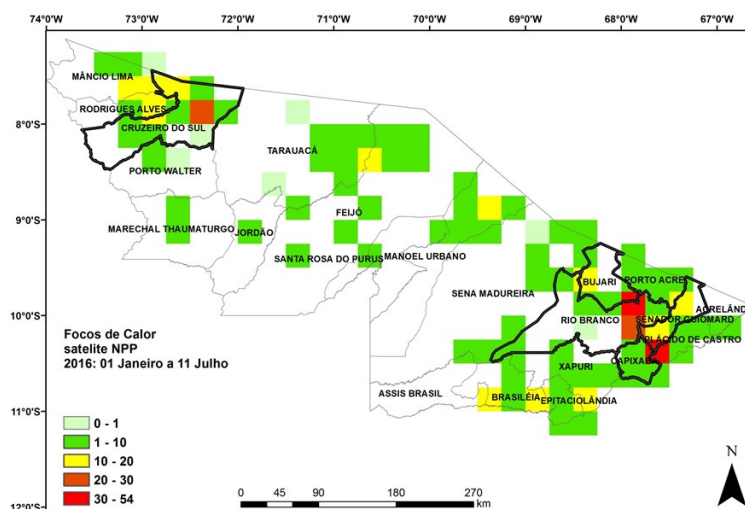 74°0'W 73°0'W 72°0'W 71°0'W 70°0'W 69°0'W 68°0'W 67°0'W
MÂNCIO LIMA
RODRIGUES ALVES
8°0'S
CRUZEIRO DO SUL
TARAUACÁ
PORTO WALTER
9°0'S
FEIJÓ
MARECHAL THAUMATURGO
JORDÃO
SANTA ROSA DO PURUS
MANOEL URBANO
SENA MADUREIRA
BUJARI
PORTO ACRE
ACRELÂND
10°0'S
RIO BRANCO
SENADOR GUIOMARD
PLÁCIDO DE CASTRO
CAPIXABA
XAPURI
ASSIS BRASIL
BRASILÉIA
EPITACIOLÂNDIA
Focos de Calor
satelite NPP
2016: 01 Janeiro a 11 Julho
11°0'S
0 - 1
1 - 10
10 - 20
20 - 30
30 - 54
12°0'S
0 45 90 180 270
km
N